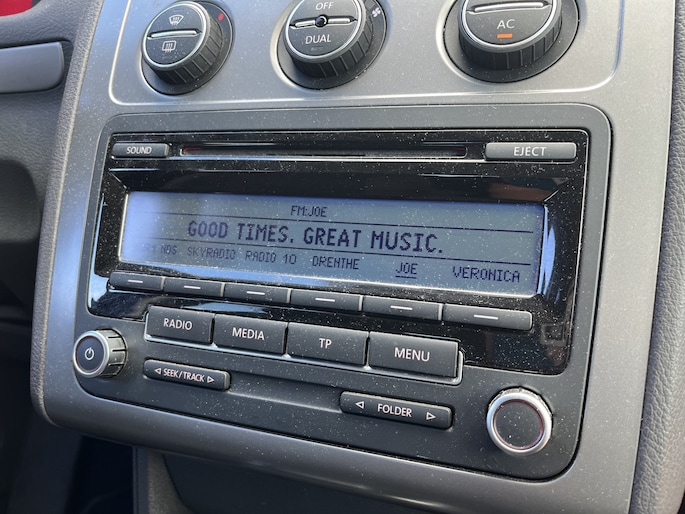 OFF
DUAL
AC
SOUND
EJECT
FM:JOE
GOOD TIMES. GREAT MUSIC.
SKYRADIO RADIO 10 DRENTHE JOE VERONICA
RADIO
MEDIA
TP
MENU
SEEK/TRACK
FOLDER